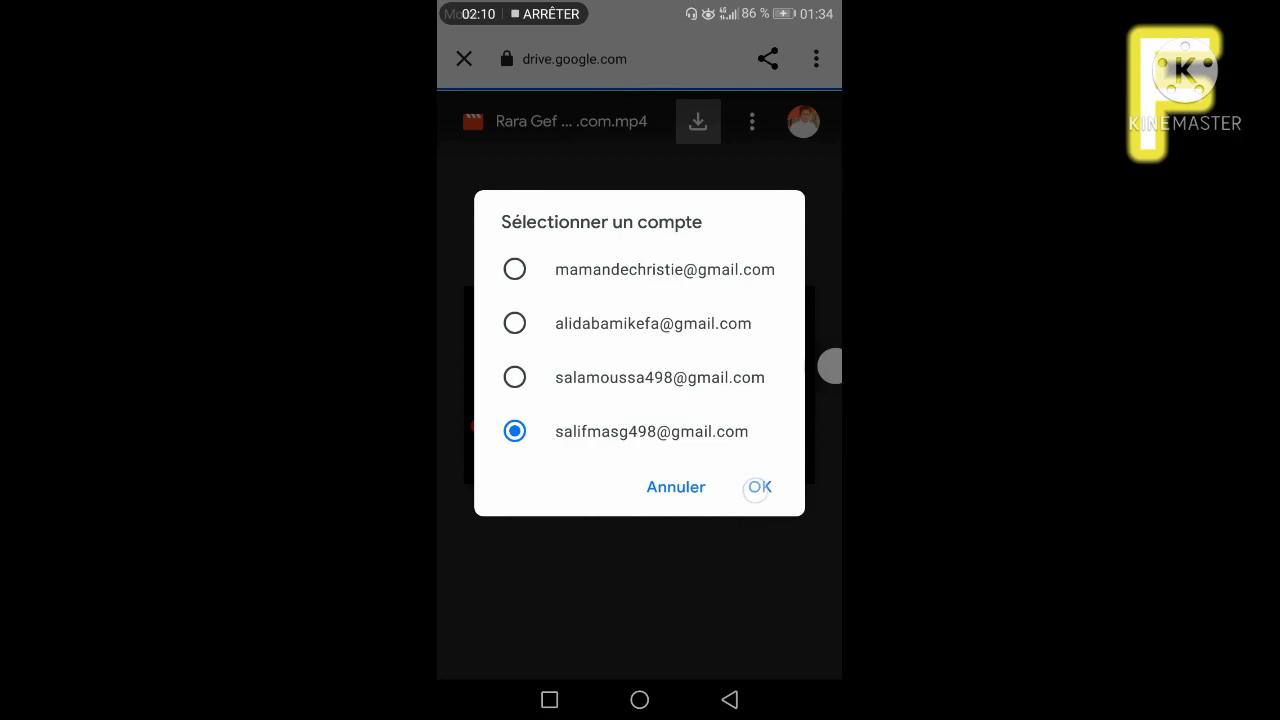 02:10 ARRÊTER 86 % 01:34
drive.google.com
Rara Gef ... .com.mp4
Sélectionner un compte
mamandechristie@gmail.com
alidabamikefa@gmail.com
salamoussa498@gmail.com
salifmasg498@gmail.com
Annuler OK
K
KINEMASTER